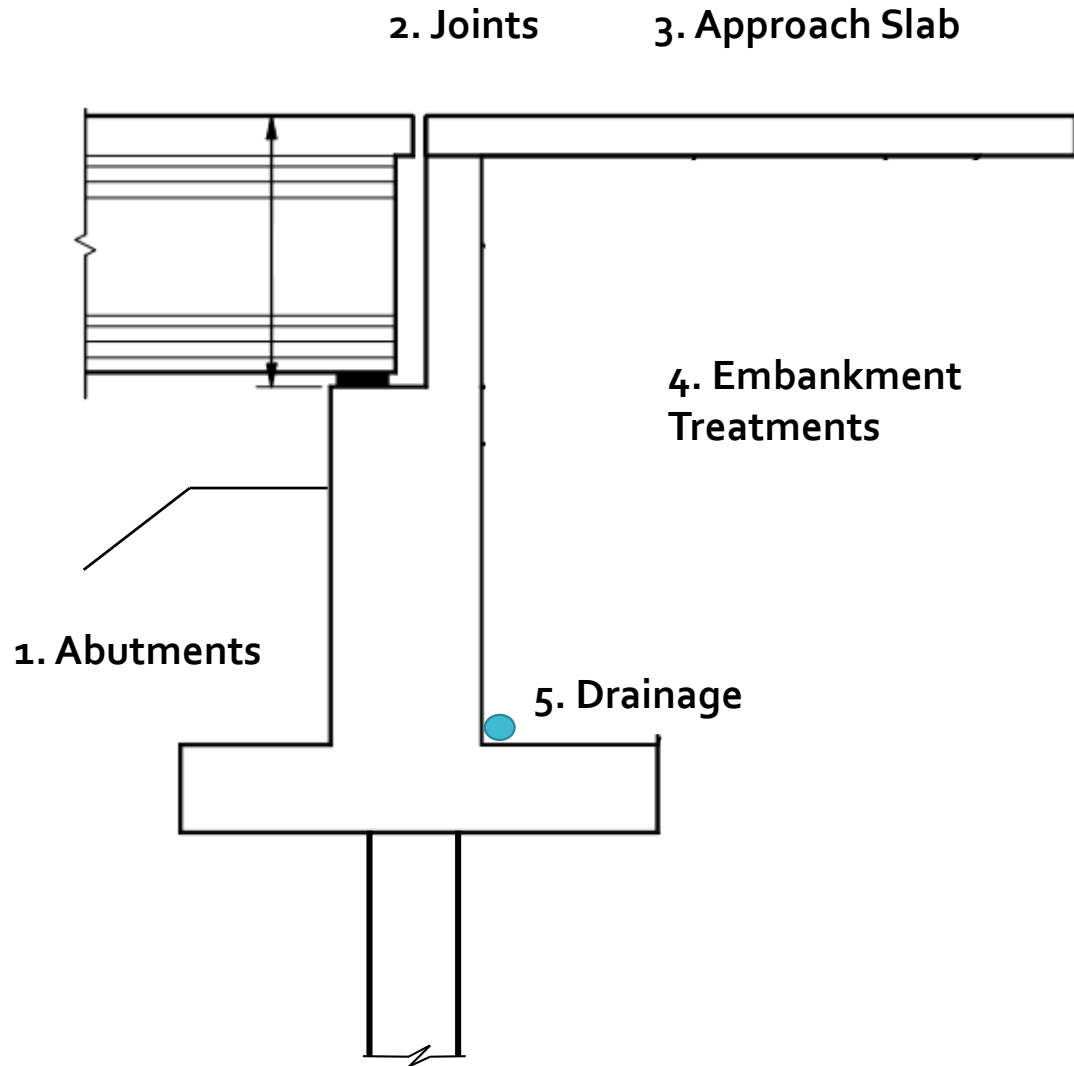 2. Joints
3. Approach Slab
4. Embankment
Treatments
1. Abutments
5. Drainage